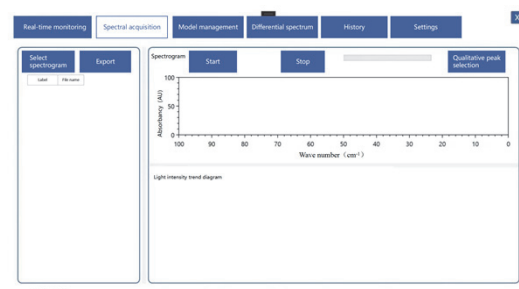 Real-time monitoring
Spectral acquisition
Model management
Differential spectrum
History
Settings
X
Select
spectrogram
Export
Label File name
Spectrogram
Start
Stop
Qualitative peak
selection
100
50
0
Absorbancy (AU)
100 90 80 70 60 50 40 30 20 10 0
Wave number（cm⁻¹）
Light intensity trend diagram